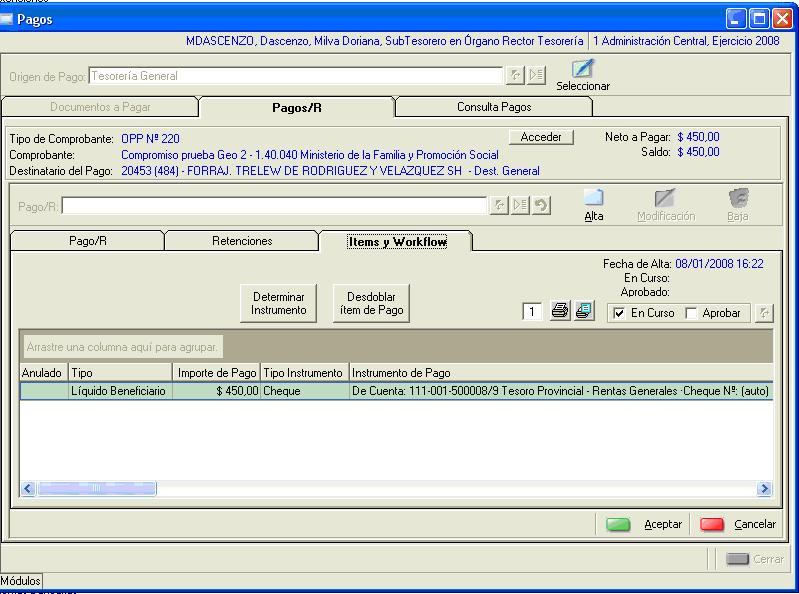 Pagos
MDASCENZO, Dascenzo, Milva Doriana, SubTesorero en Órgano Rector Tesorería 1 Administración Central, Ejercicio 2008
Origen de Pago: Tesorería General
Seleccionar
Documentos a Pagar Pagos/R Consulta Pagos
Tipo de Comprobante: OPP Nº 220 Acceder Neto a Pagar: $ 450,00
Comprobante: Compromiso prueba Geo 2 - 1.40.040 Ministerio de la Familia y Promoción Social Saldo: $ 450,00
Destinatario del Pago: 20453 (484) - FORRAJ. TRELEW DE RODRIGUEZ Y VELAZQUEZ SH - Dest. General
Pago/R:
Alta Modificación Baja
Pago/R Retenciones Items y Workflow
Fecha de Alta: 08/01/2008 16:22
En Curso:
Aprobado:
Determinar Instrumento
Desdoblar ítem de Pago
1
En Curso Aprobar
Arrastre una columna aquí para agrupar.
Anulado Tipo Importe de Pago Tipo Instrumento Instrumento de Pago
Líquido Beneficiario $ 450,00 Cheque De Cuenta: 111-001-500008/9 Tesoro Provincial - Rentas Generales ·Cheque Nº: (auto)
Aceptar Cancelar
Cerrar
Módulos